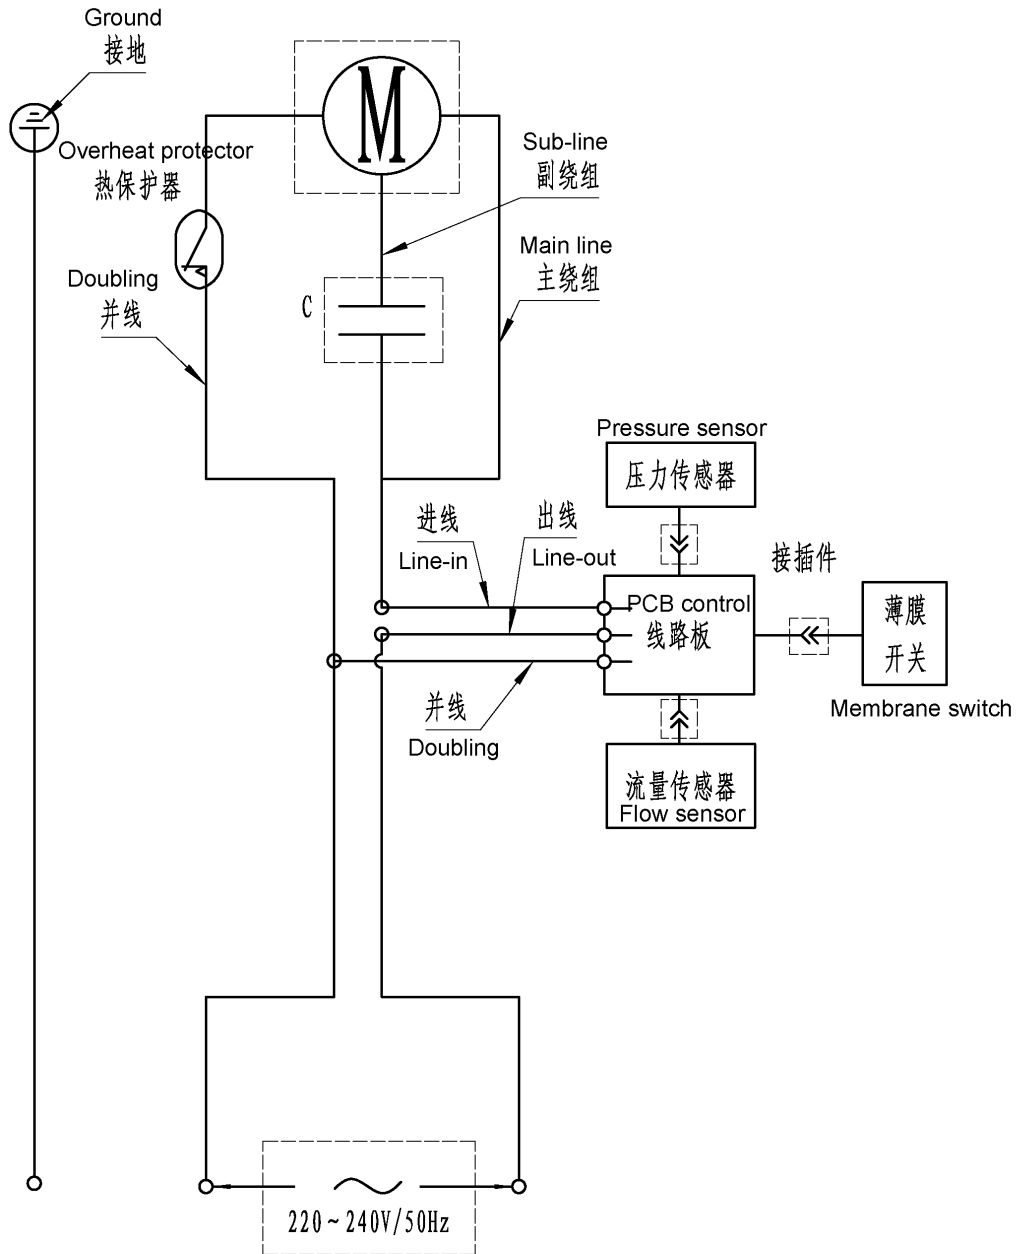 Ground
接地
M
Overheat protector
热保护器
Sub-line
副绕组
Main line
主绕组
Doubling
并线
C
Pressure sensor
压力传感器
进线
Line-in
出线
Line-out
接插件
PCB control
线路板
薄膜
开关
Membrane switch
并线
Doubling
流量传感器
Flow sensor
220~240V/50Hz